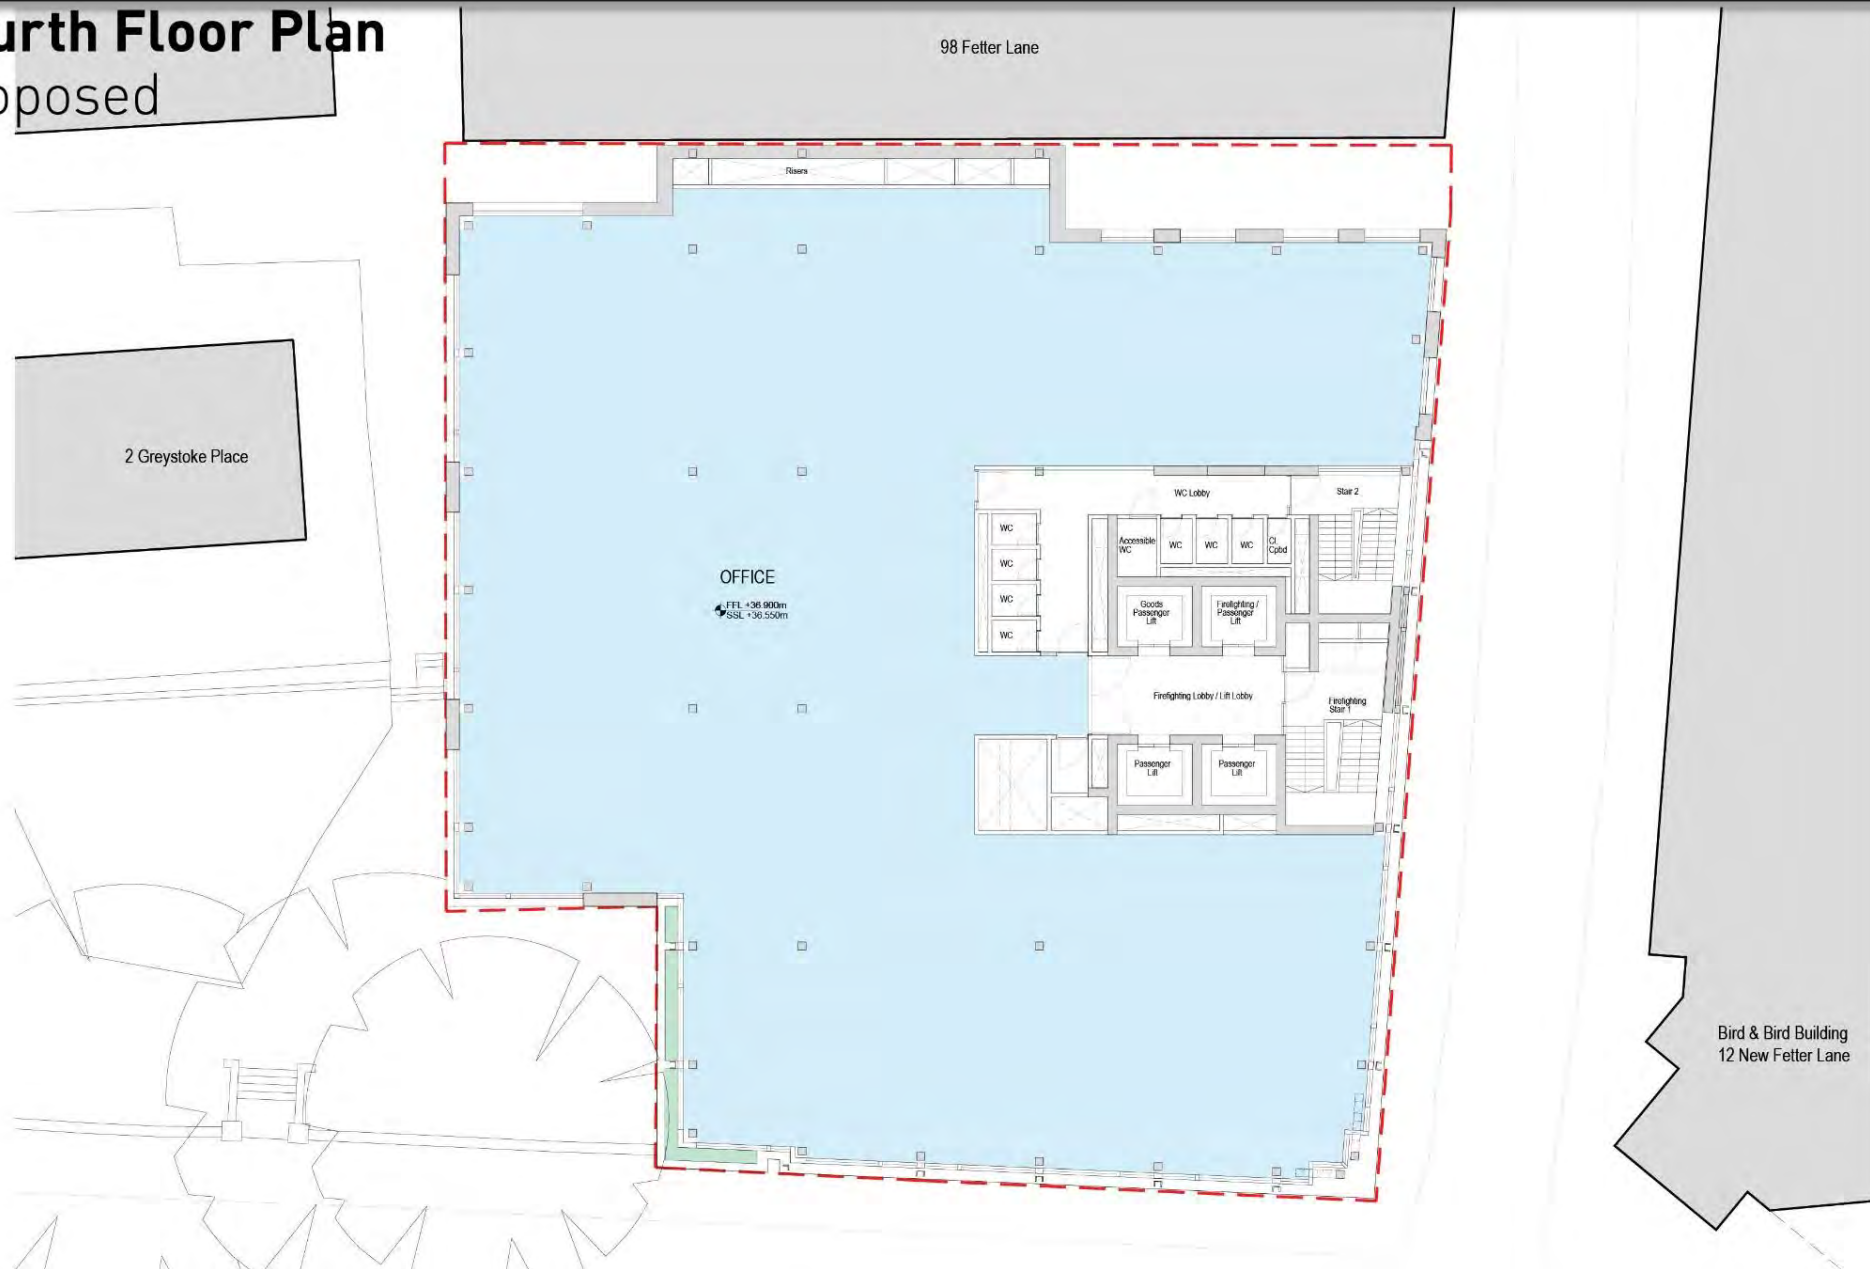 urth Floor Plan
oposed
98 Fetter Lane
Risers
2 Greystoke Place
WC Lobby
Stair 2
WC
WC
WC
WC
Accessible
WC
WC
WC
WC
Cl.
Cpbd
OFFICE
FFL +36.900m
SSL +36.550m
Goods
Passenger
Lift
Firefighting /
Passenger
Lift
Firefighting Lobby / Lift Lobby
Firefighting
Stair 1
Passenger
Lift
Passenger
Lift
Bird & Bird Building
12 New Fetter Lane